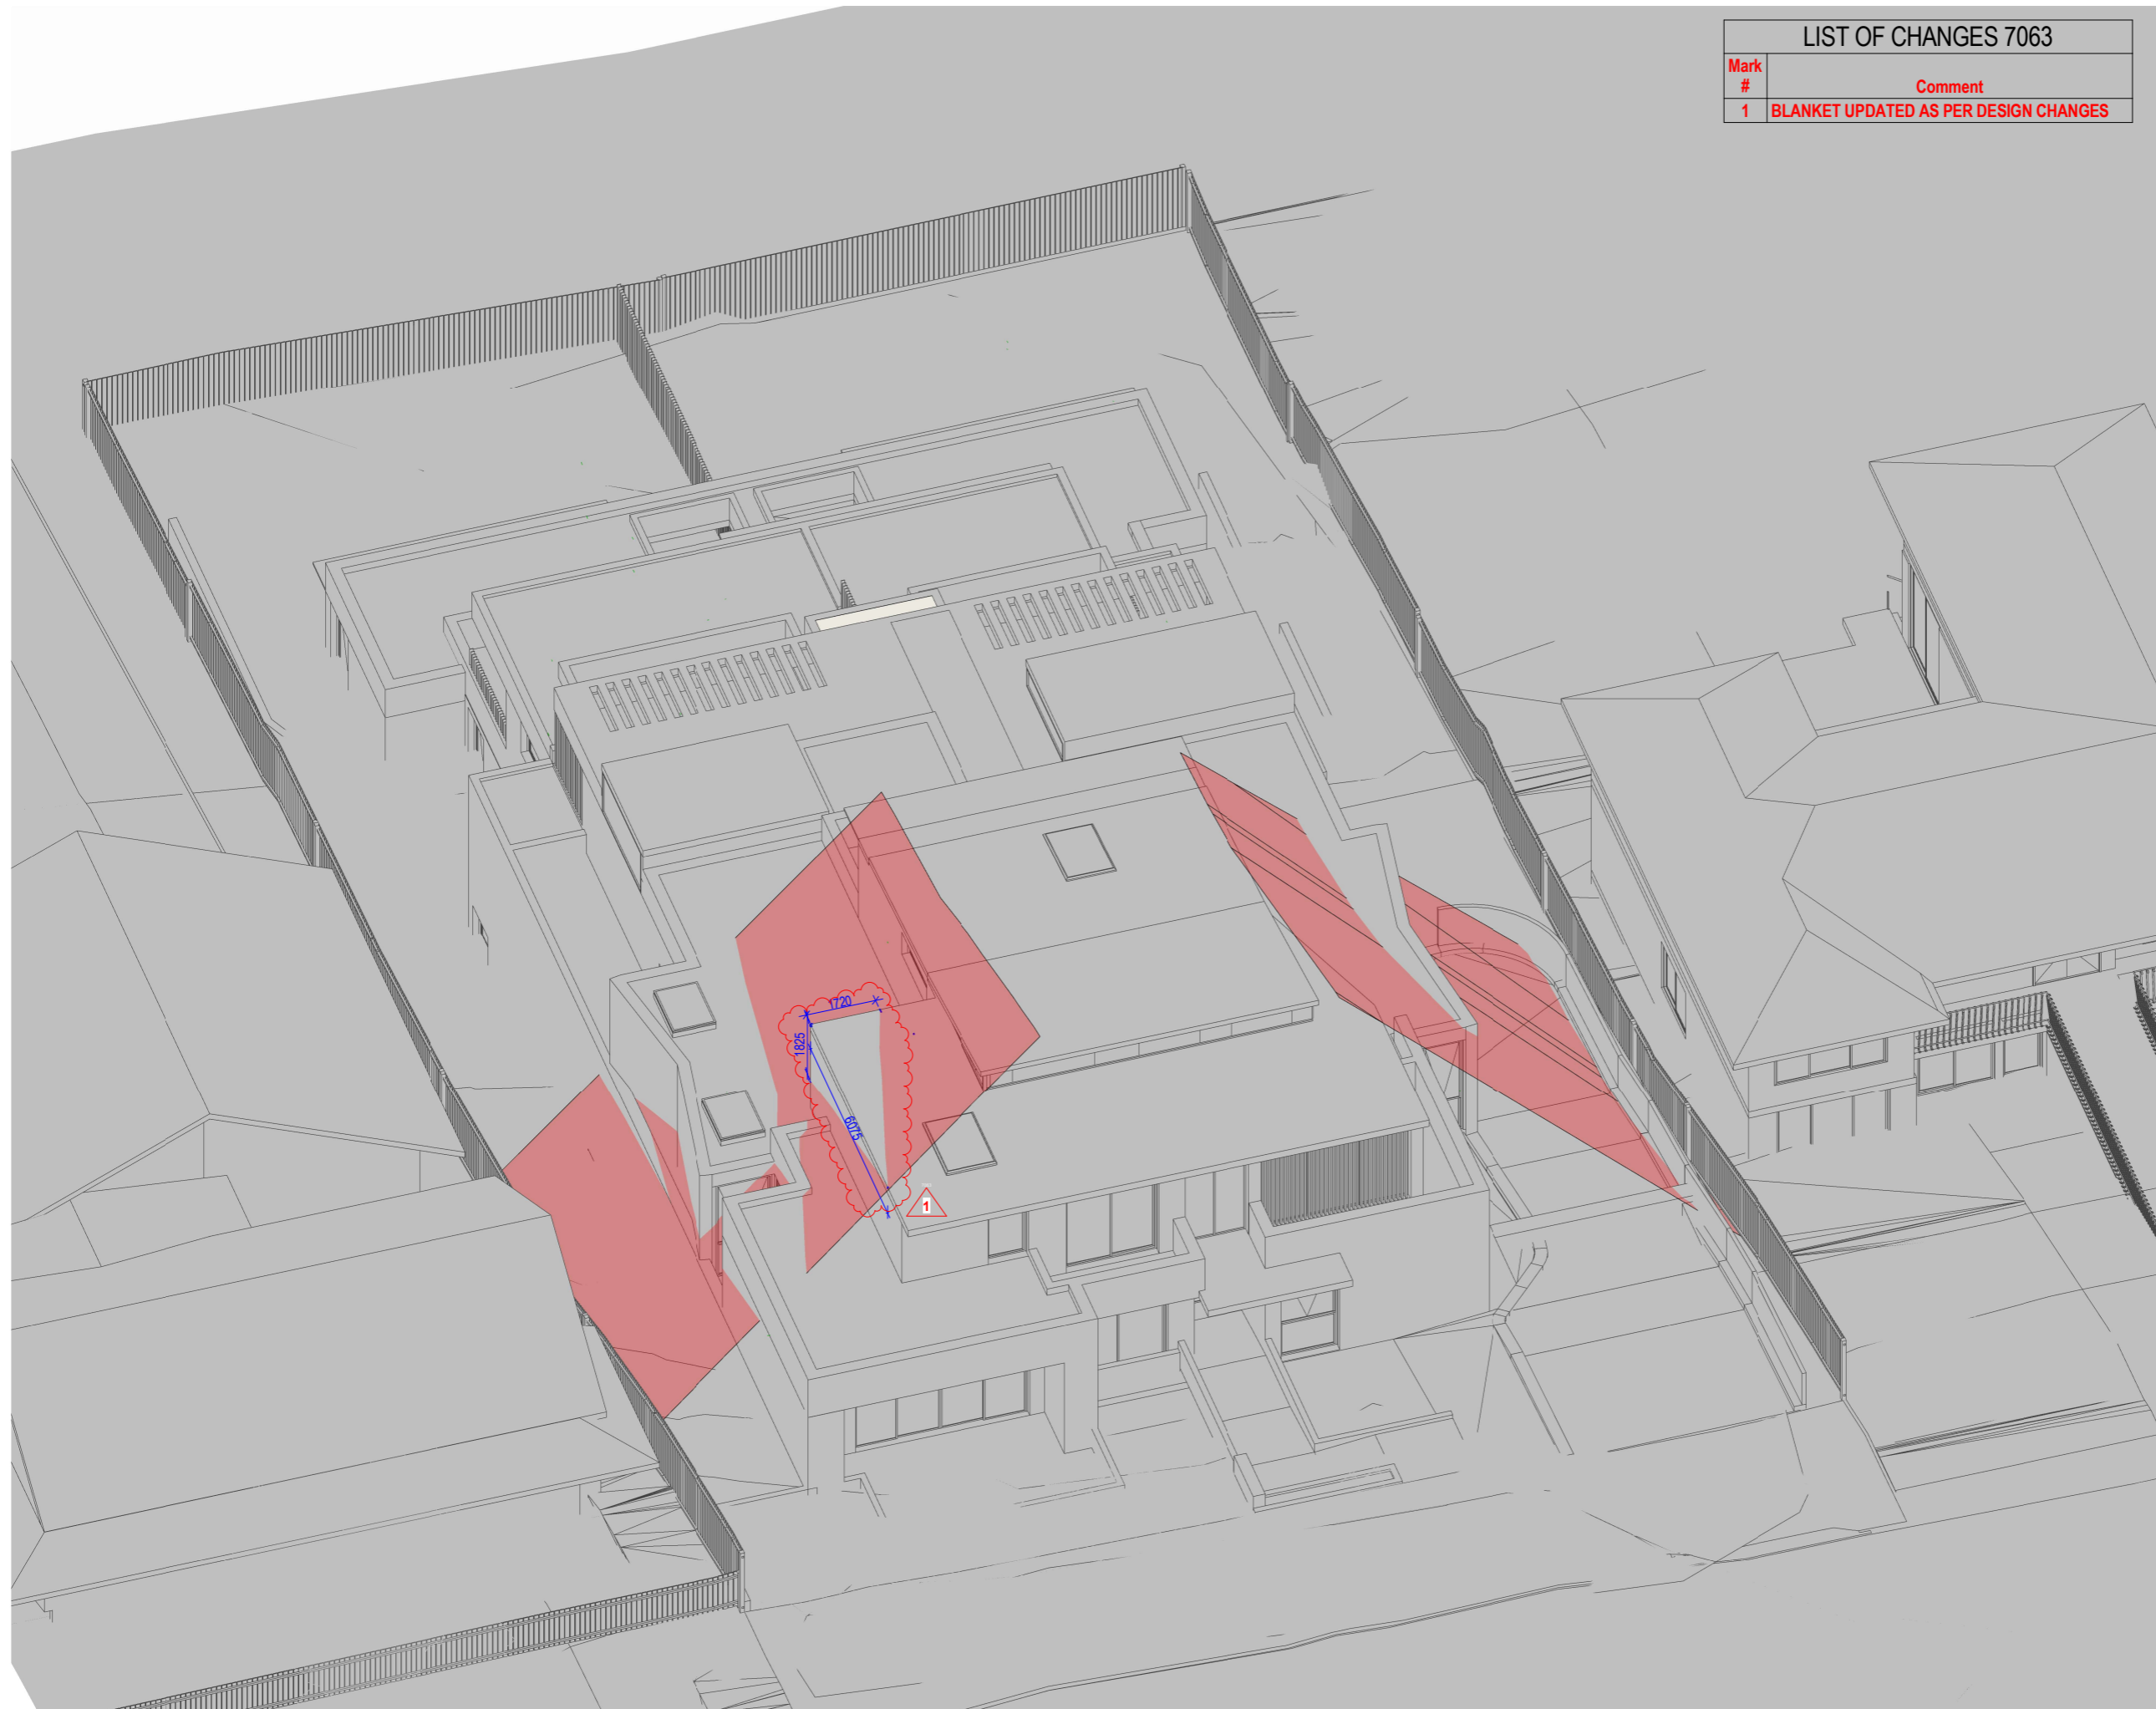 LIST OF CHANGES 7063
Mark
#
Comment
1 BLANKET UPDATED AS PER DESIGN CHANGES
1720
1825
6075
1